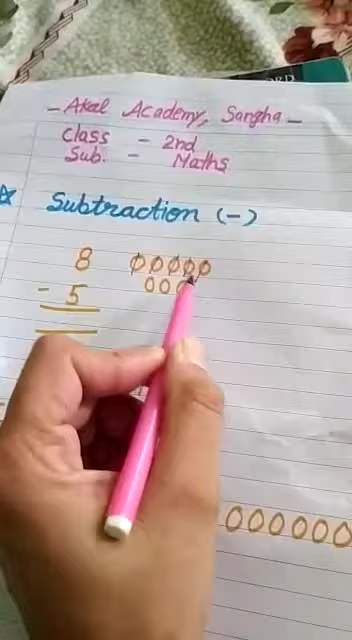 - Akal Academy, Sangha -
Class - 2nd
Sub. - Maths
Subtraction (-)
8
- 5